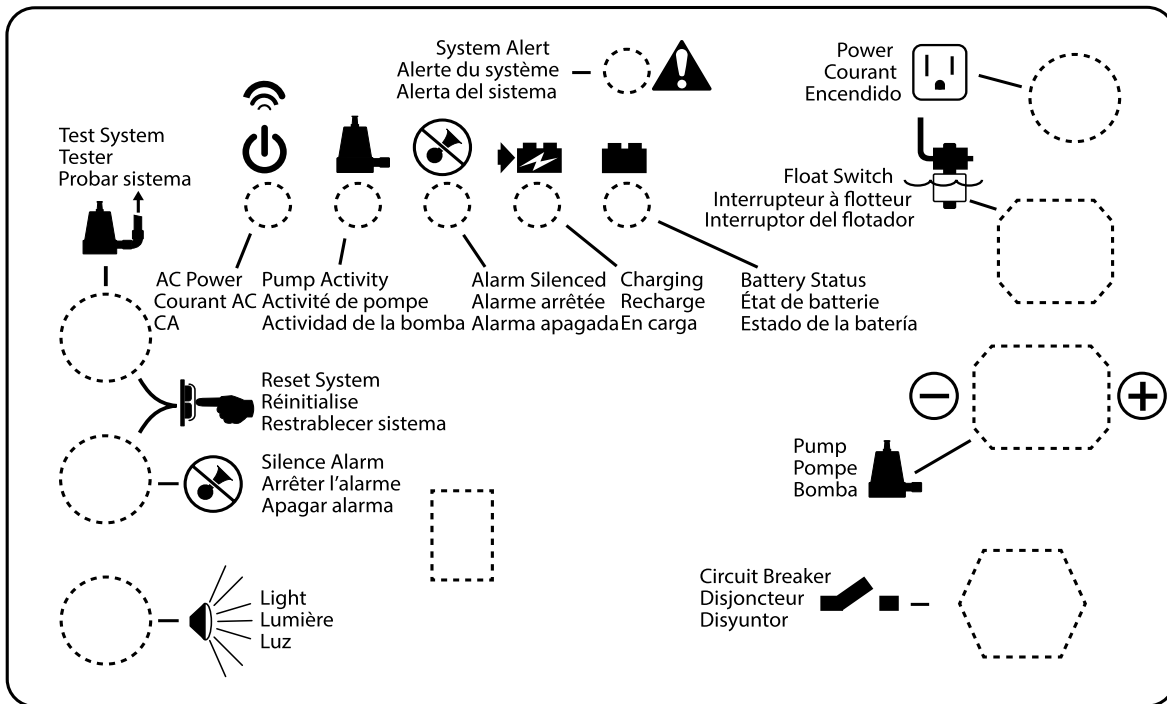 System Alert
Alerte du système
Alerta del sistema
Power
Courant
Encendido
Test System
Tester
Probar sistema
Float Switch
Interrupteur à flotteur
Interruptor del flotador
AC Power
Courant AC
CA
Pump Activity
Activité de pompe
Actividad de la bomba
Alarm Silenced
Alarme arrêtée
Alarma apagada
Charging
Recharge
En carga
Battery Status
État de batterie
Estado de la batería
Reset System
Réinitialise
Restrablecer sistema
Silence Alarm
Arrêter l'alarme
Apagar alarma
Pump
Pompe
Bomba
Light
Lumière
Luz
Circuit Breaker
Disjoncteur
Disyuntor